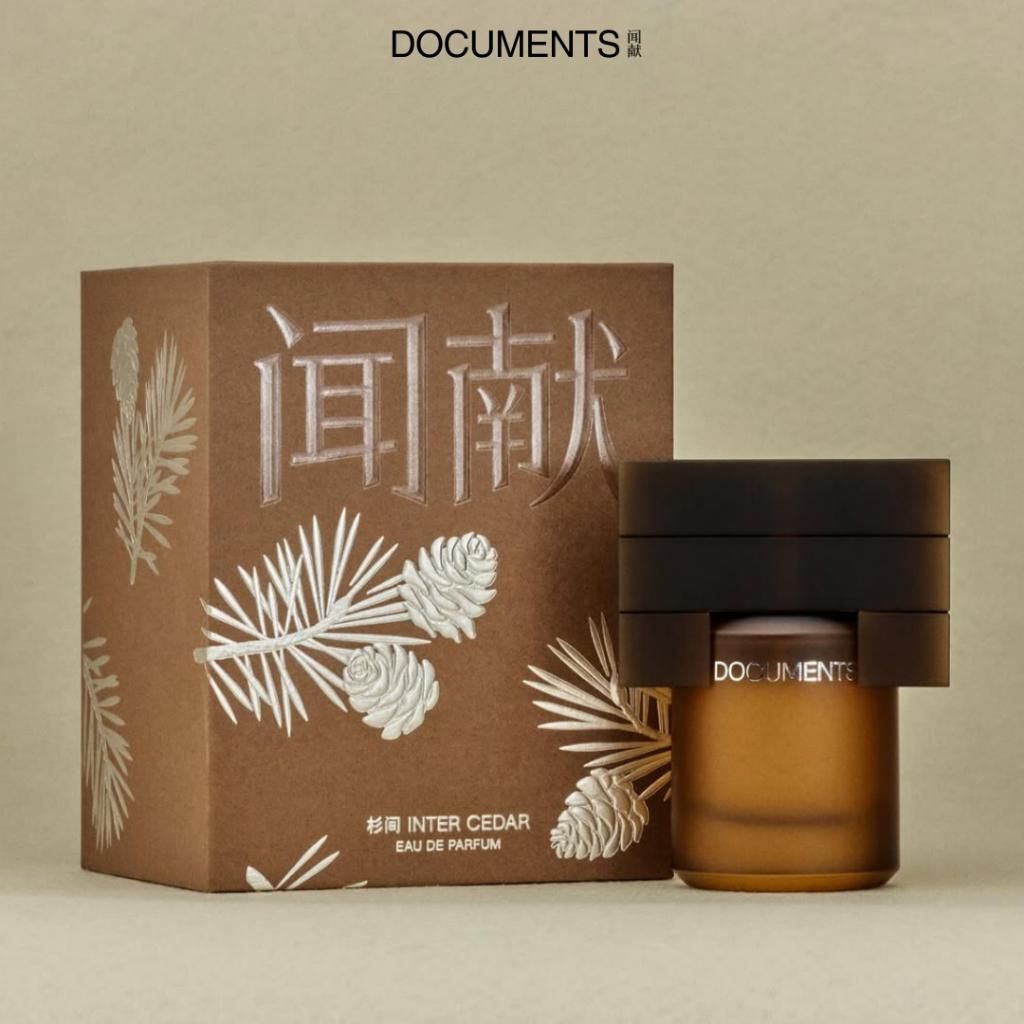 DOCUMENTS 闻献
闻献
杉间 INTER CEDAR
EAU DE PARFUM
DOCUMENTS